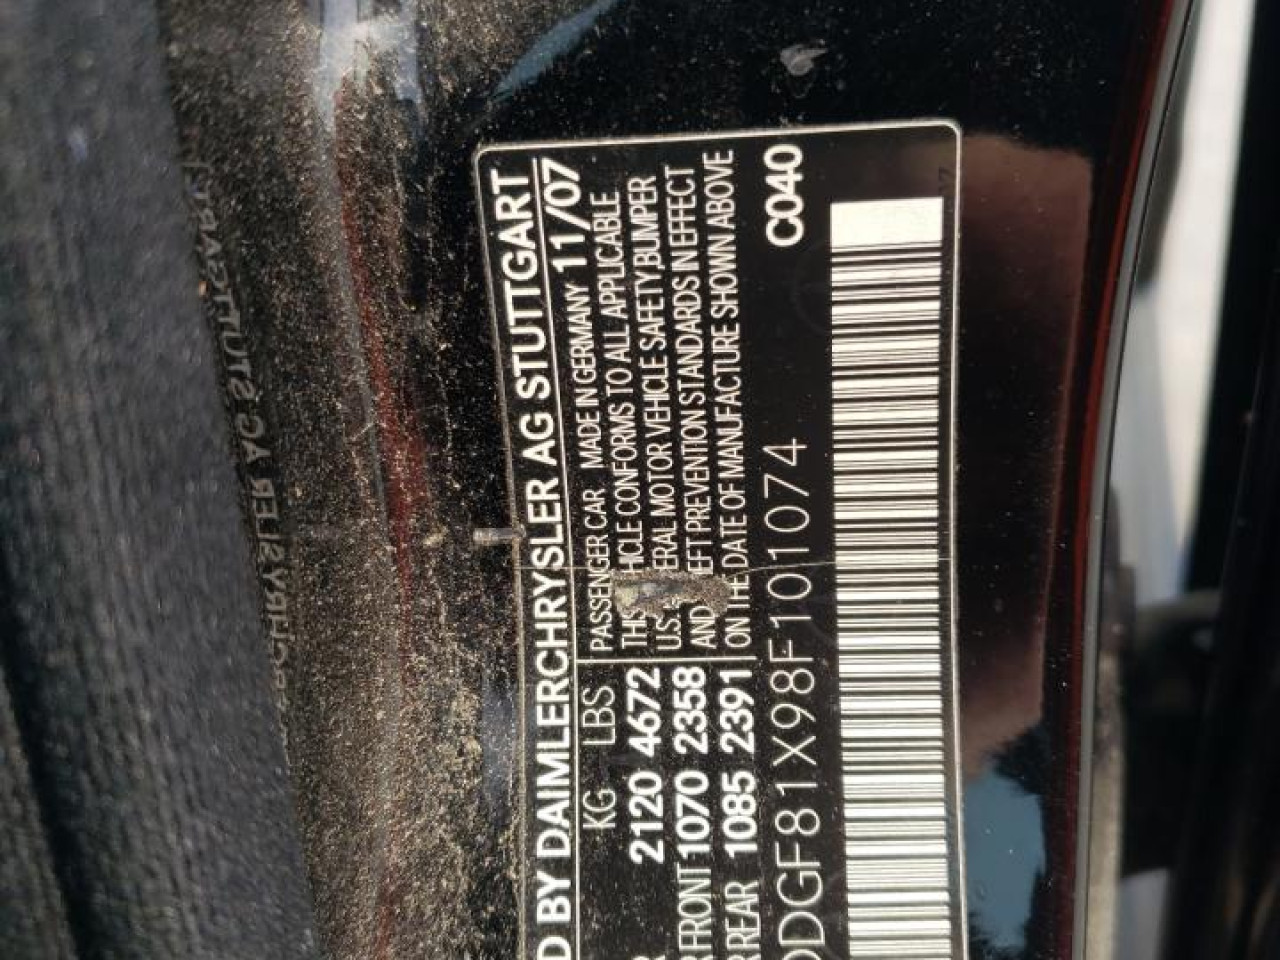 D BY DAIMLERCHRYSLER AG STUTTGART
KG LBS PASSENGER CAR MADE IN GERMANY 11/07
2120 4672 THIS HCLE CONFORMS TO ALL APPLICABLE
U.S. ERAL MOTOR VEHICLE SAFETY,BUMPER
FRONT 1070 2358 AND EFT PREVENTION STANDARDS IN EFFECT
REAR 1085 2391 ON THE DATE OF MANUFACTURE SHOWN ABOVE
DDGF81X98F101074 C040